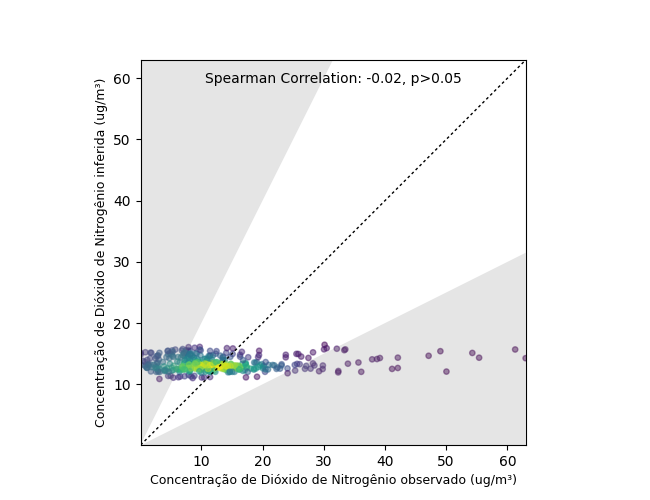 Spearman Correlation: -0.02, p>0.05
60
50
40
30
20
10
Concentração de Dióxido de Nitrogênio inferida (ug/m³)
10 20 30 40 50 60
Concentração de Dióxido de Nitrogênio observado (ug/m³)